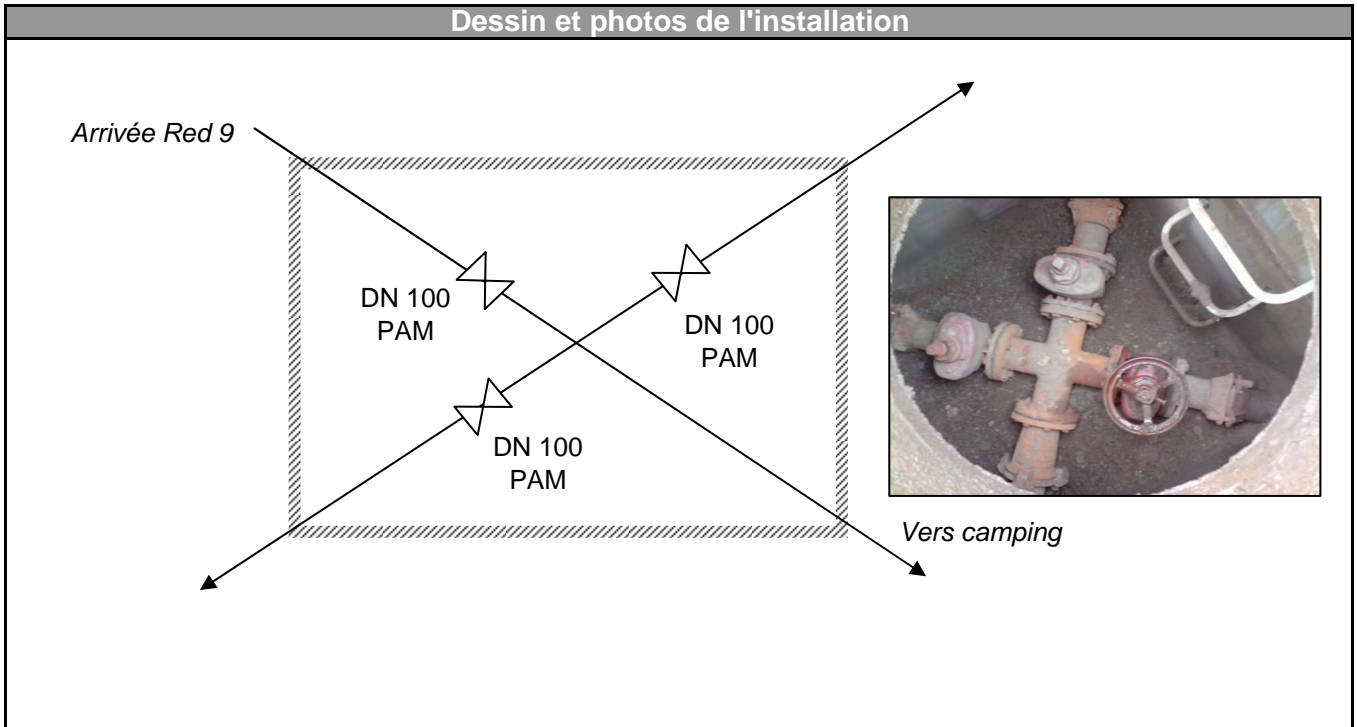 Dessin et photos de l'installation
Arrivée Red 9
DN 100
PAM
DN 100
PAM
DN 100
PAM
Vers camping